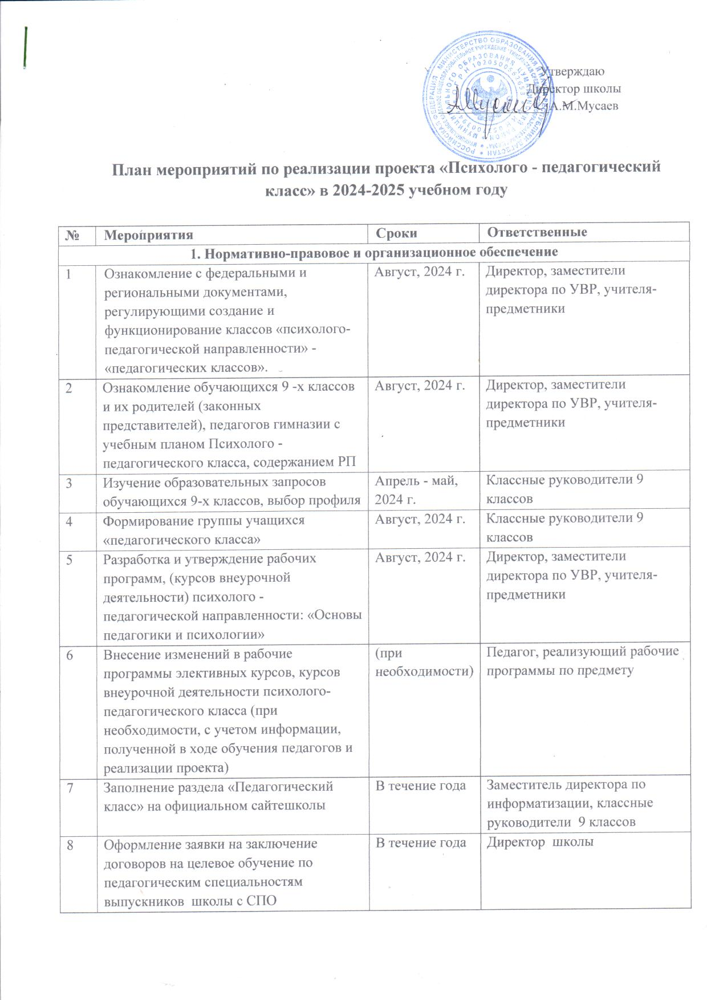 Утверждаю
Директор школы
А.М.Мусаев
План мероприятий по реализации проекта «Психолого - педагогический
класс» в 2024-2025 учебном году
№ Мероприятия Сроки Ответственные
1. Нормативно-правовое и организационное обеспечение
1 Ознакомление с федеральными и Август, 2024 г. Директор, заместители
региональными документами, директора по УВР, учителя-
регулирующими создание и предметники
функционирование классов «психолого-
педагогической направленности» -
«педагогических классов».
2 Ознакомление обучающихся 9 -х классов Август, 2024 г. Директор, заместители
и их родителей (законных директора по УВР, учителя-
представителей), педагогов гимназии с предметники
учебным планом Психолого -
педагогического класса, содержанием РП
3 Изучение образовательных запросов Апрель - май, Классные руководители 9
обучающихся 9-х классов, выбор профиля 2024 г. классов
4 Формирование группы учащихся Август, 2024 г. Классные руководители 9
«педагогического класса» классов
5 Разработка и утверждение рабочих Август, 2024 г. Директор, заместители
программ, (курсов внеурочной директора по УВР, учителя-
деятельности) психолого - предметники
педагогической направленности: «Основы
педагогики и психологии»
6 Внесение изменений в рабочие (при Педагог, реализующий рабочие
программы элективных курсов, курсов необходимости) программы по предмету
внеурочной деятельности психолого-
педагогического класса (при
необходимости, с учетом информации,
полученной в ходе обучения педагогов и
реализации проекта)
7 Заполнение раздела «Педагогический В течение года Заместитель директора по
класс» на официальном сайтешколы информатизации, классные
руководители 9 классов
8 Оформление заявки на заключение В течение года Директор школы
договоров на целевое обучение по
педагогическим специальностям
выпускников школы с СПО